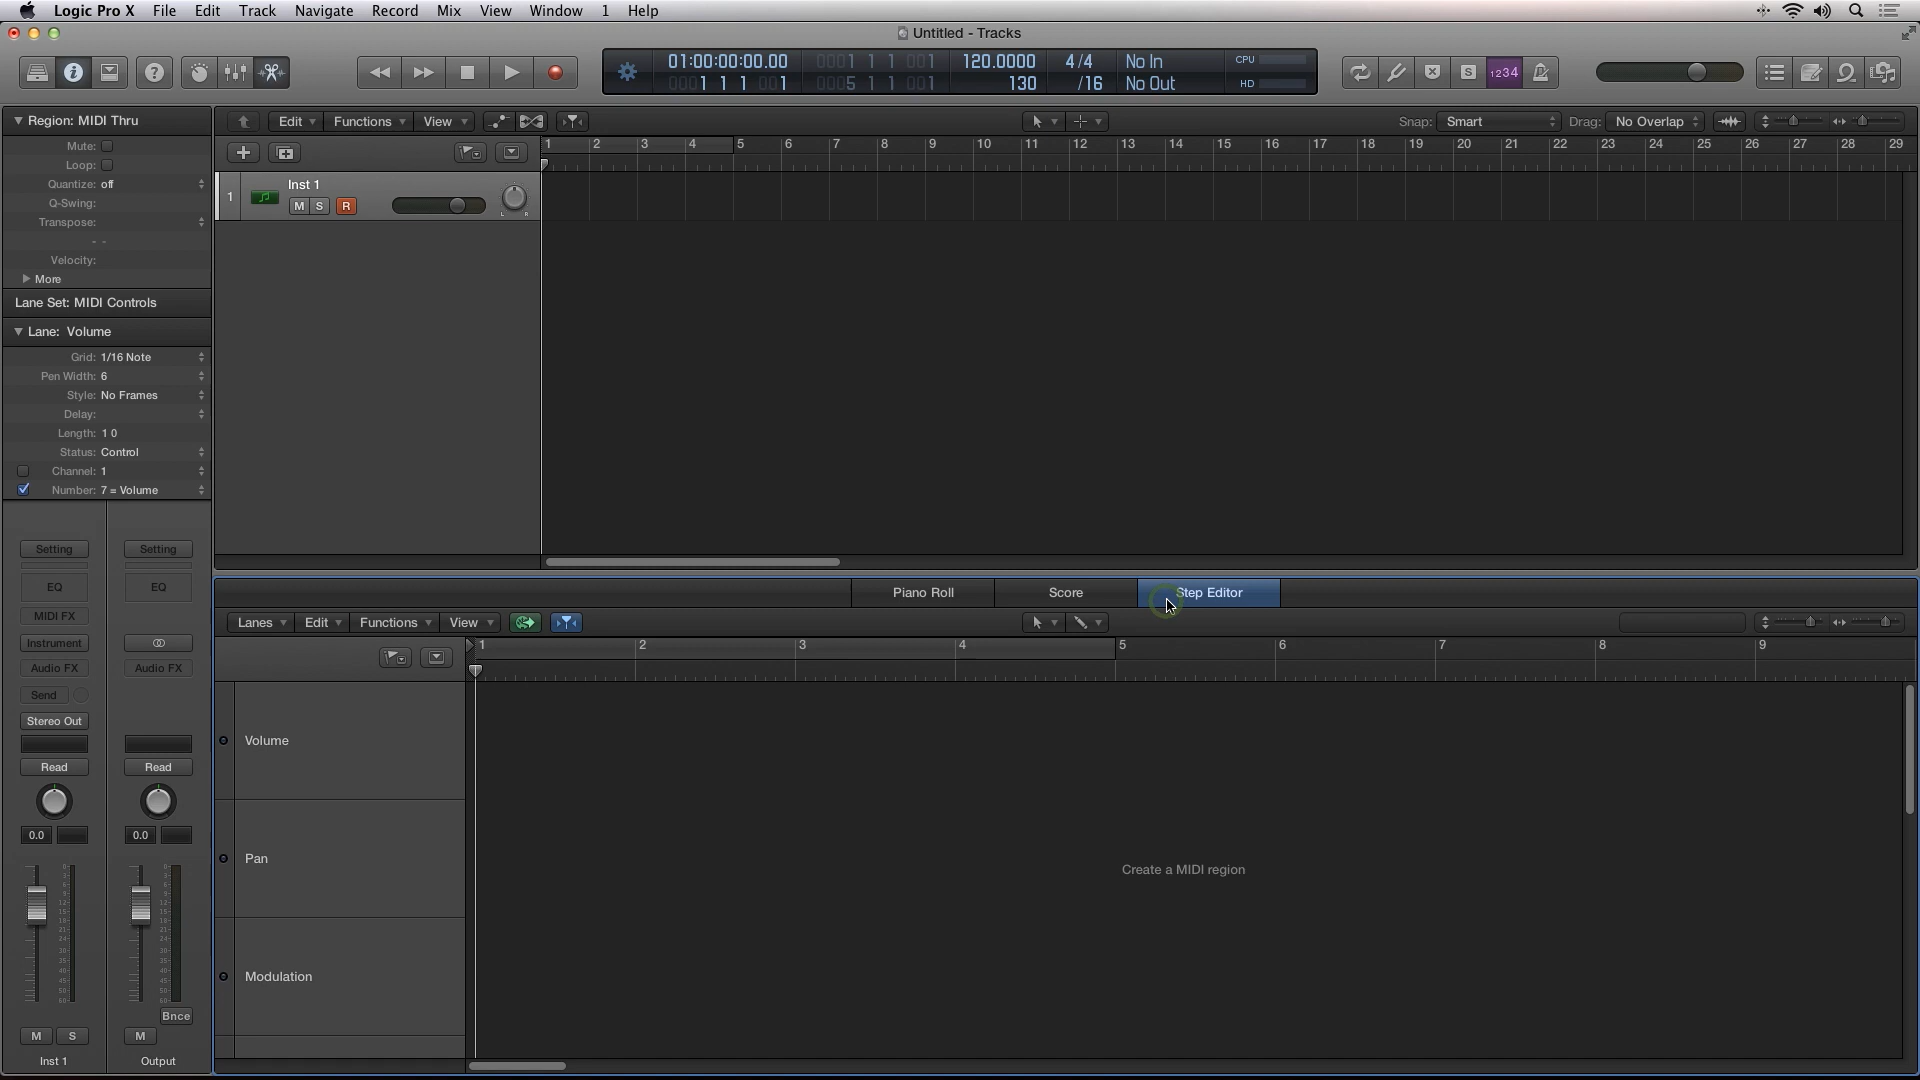 Logic Pro X File Edit Track Navigate Record Mix View Window 1 Help
Untitled - Tracks
01:00:00:00.00 0001 1 1 001 120.0000 4/4 No In CPU
0001 1 1 001 0005 1 1 001 130 /16 No Out HD
1234
Region: MIDI Thru
Edit Functions View Snap: Smart Drag: No Overlap
Mute:
Loop:
Quantize: off
Q-Swing:
Transpose:
- -
Velocity:
More
1 2 3 4 5 6 7 8 9 10 11 12 13 14 15 16 17 18 19 20 21 22 23 24 25 26 27 28 29
1 Inst 1
M S R
L R
Lane Set: MIDI Controls
Lane: Volume
Grid: 1/16 Note
Pen Width: 6
Style: No Frames
Delay:
Length: 1 0
Status: Control
Channel: 1
Number: 7 = Volume
Setting Setting
EQ EQ
MIDI FX
Instrument
Audio FX Audio FX
Send
Stereo Out
Read Read
0.0 0.0
Bnce
M S M
Inst 1 Output
Piano Roll Score Step Editor
Lanes Edit Functions View
1 2 3 4 5 6 7 8 9
Volume
Pan
Create a MIDI region
Modulation